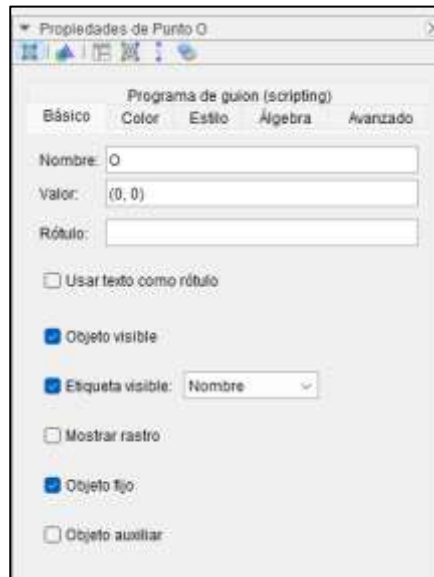 Propiedades de Punto O
Programa de guion (scripting)
Básico Color Estilo Álgebra Avanzado
Nombre: O
Valor: (0, 0)
Rótulo:
Usar texto como rótulo
Objeto visible
Etiqueta visible: Nombre
Mostrar rastro
Objeto fijo
Objeto auxiliar